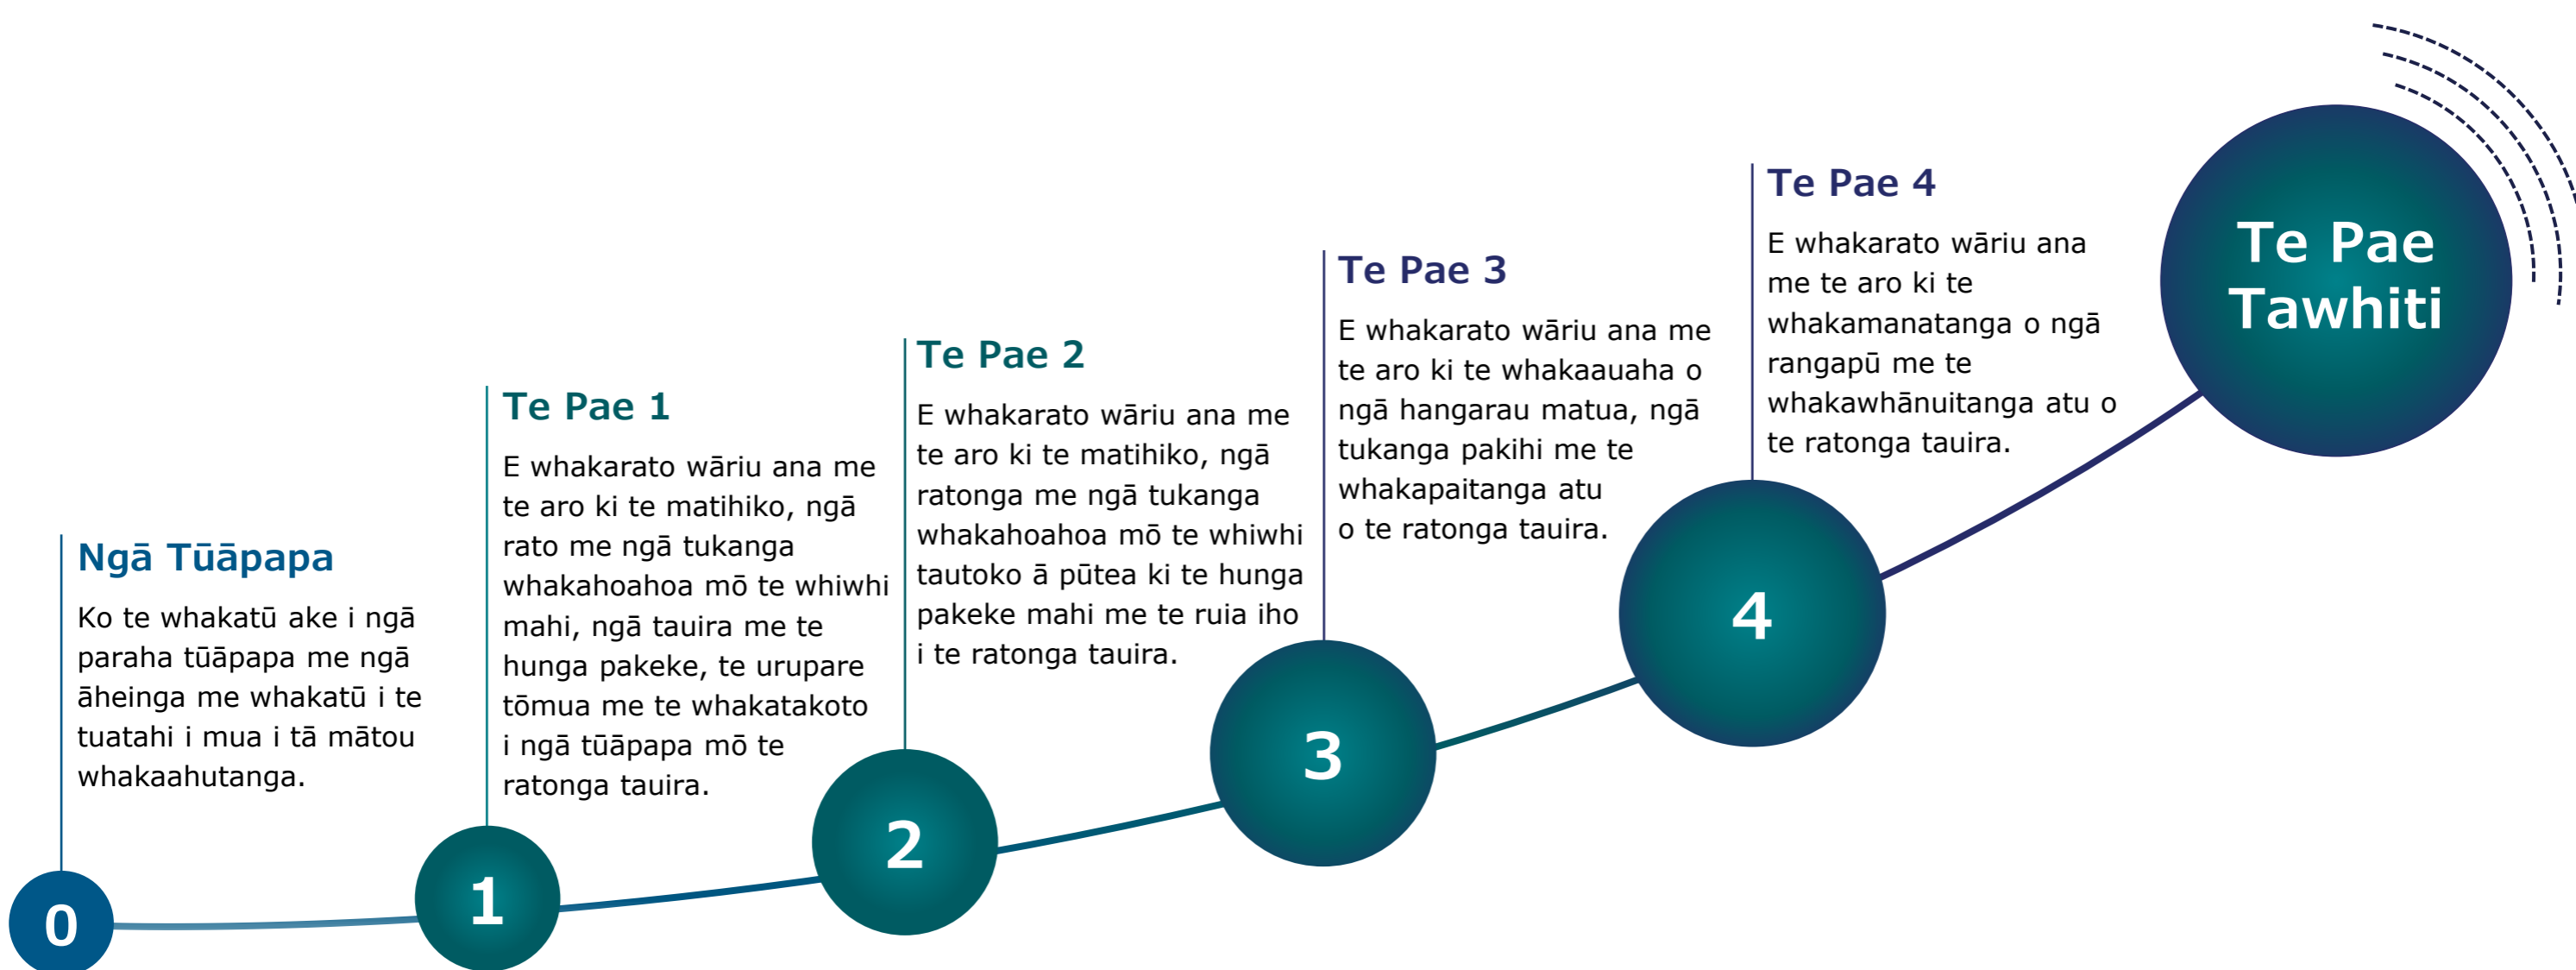 Ngā Tūāpapa
Ko te whakatū ake i ngā
paraha tūāpapa me ngā
āheinga me whakatū i te
tuatahi i mua i tā mātou
whakaahutanga.
0
Te Pae 1
E whakarato wāriu ana me
te aro ki te matihiko, ngā
rato me ngā tukanga
whakahoahoa mō te whiwhi
mahi, ngā tauira me te
hunga pakeke, te urupare
tōmua me te whakatakoto
i ngā tūāpapa mō te
ratonga tauira.
1
Te Pae 2
E whakarato wāriu ana me
te aro ki te matihiko, ngā
ratonga me ngā tukanga
whakahoahoa mō te whiwhi
tautoko ā pūtea ki te hunga
pakeke mahi me te ruia iho
i te ratonga tauira.
2
Te Pae 3
E whakarato wāriu ana me
te aro ki te whakaauaha o
ngā hangarau matua, ngā
tukanga pakihi me te
whakapaitanga atu
o te ratonga tauira.
3
Te Pae 4
E whakarato wāriu ana
me te aro ki te
whakamanatanga o ngā
rangapū me te
whakawhānuitanga atu o
te ratonga tauira.
4
Te Pae
Tawhiti